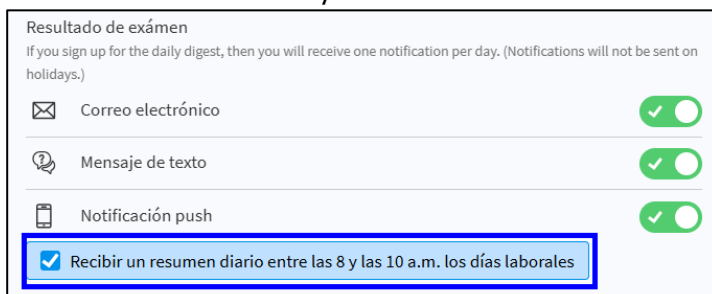 Resultado de exámen
If you sign up for the daily digest, then you will receive one notification per day. (Notifications will not be sent on
holidays.)
Correo electrónico
Mensaje de texto
Notificación push
Recibir un resumen diario entre las 8 y las 10 a.m. los días laborales